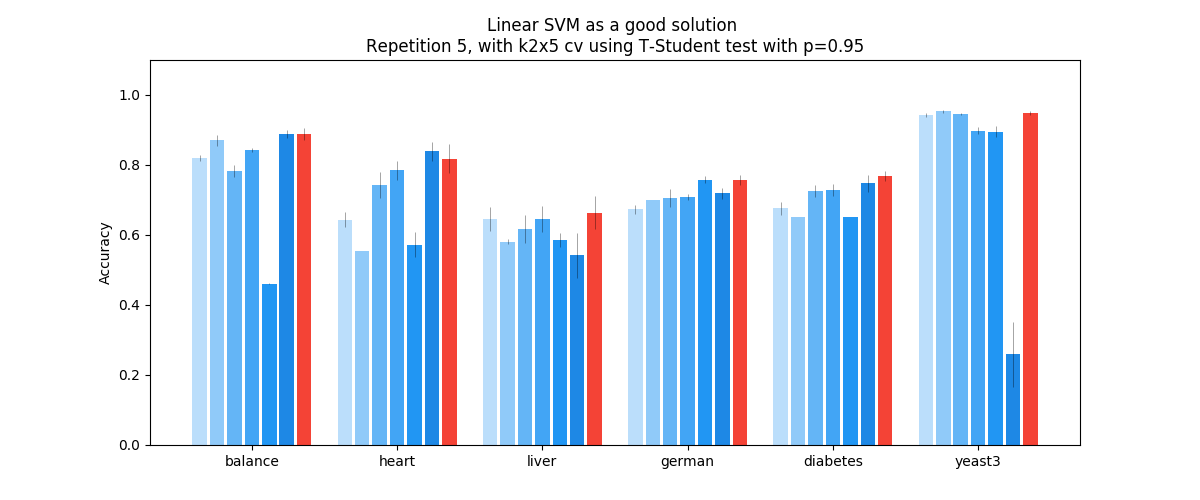 Linear SVM as a good solution
Repetition 5, with k2x5 cv using T-Student test with p=0.95
Accuracy
1.0
0.8
0.6
0.4
0.2
0.0
balance heart liver german diabetes yeast3